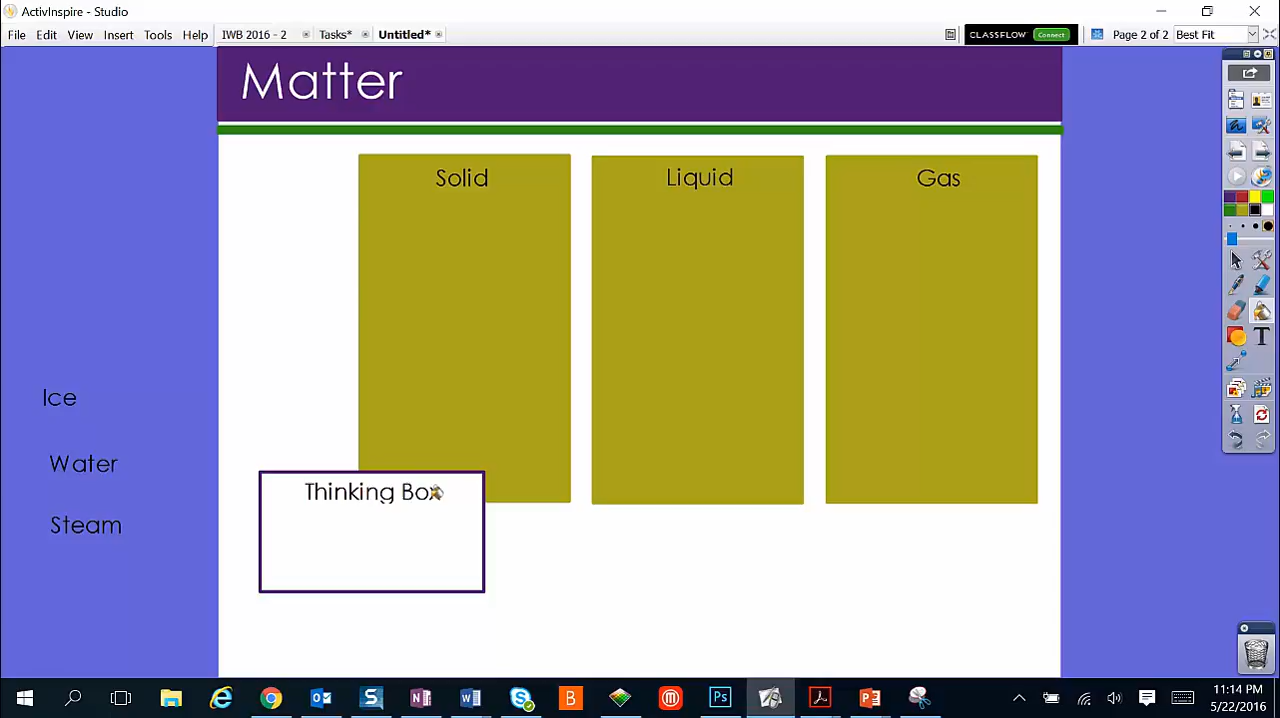 ActivInspire - Studio
File Edit View Insert Tools Help IWB 2016 - 2 Tasks* Untitled* CLASSFLOW Connect Page 2 of 2 Best Fit
Matter
Solid Liquid Gas
Ice
Water
Steam
Thinking Box
11:14 PM
5/22/2016